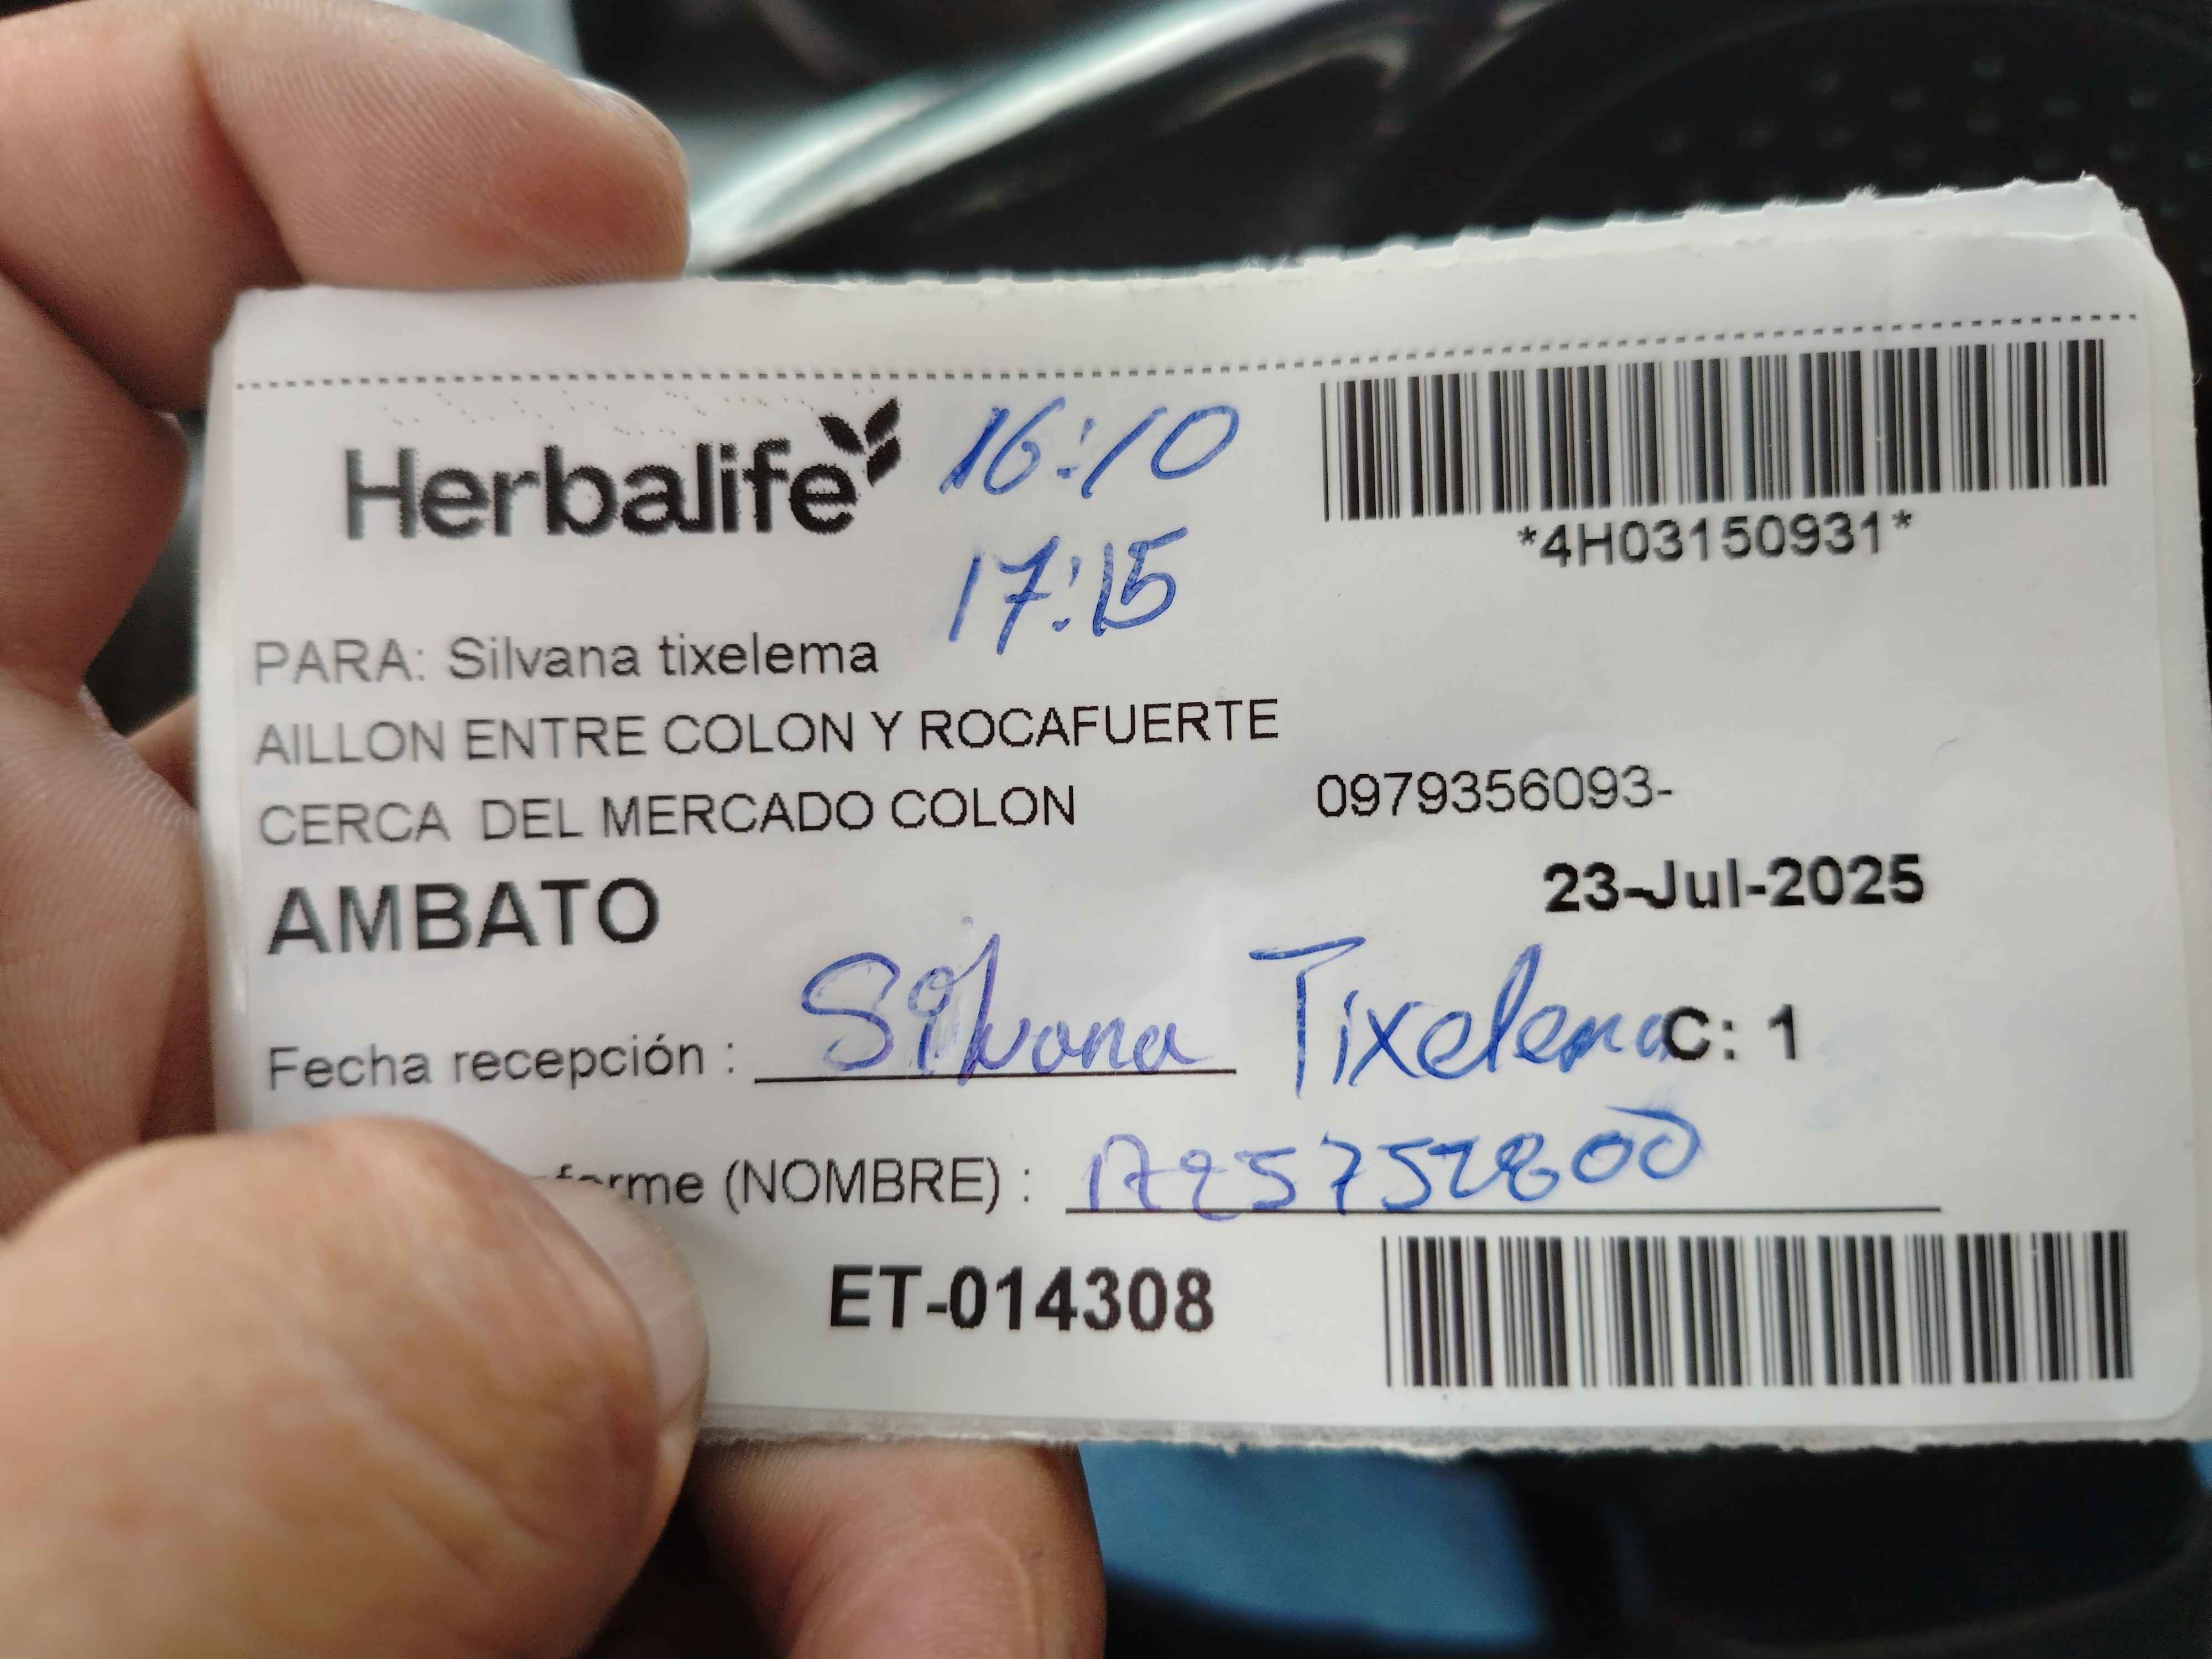 Herbalife
16:10
17:15
*4H03150931*
PARA: Silvana tixelema
AILLON ENTRE COLON Y ROCAFUERTE
CERCA DEL MERCADO COLON 0979356093-
AMBATO
23-Jul-2025
Fecha recepción : Silvana Tixelema C: 1
(NOMBRE) :
ET-014308